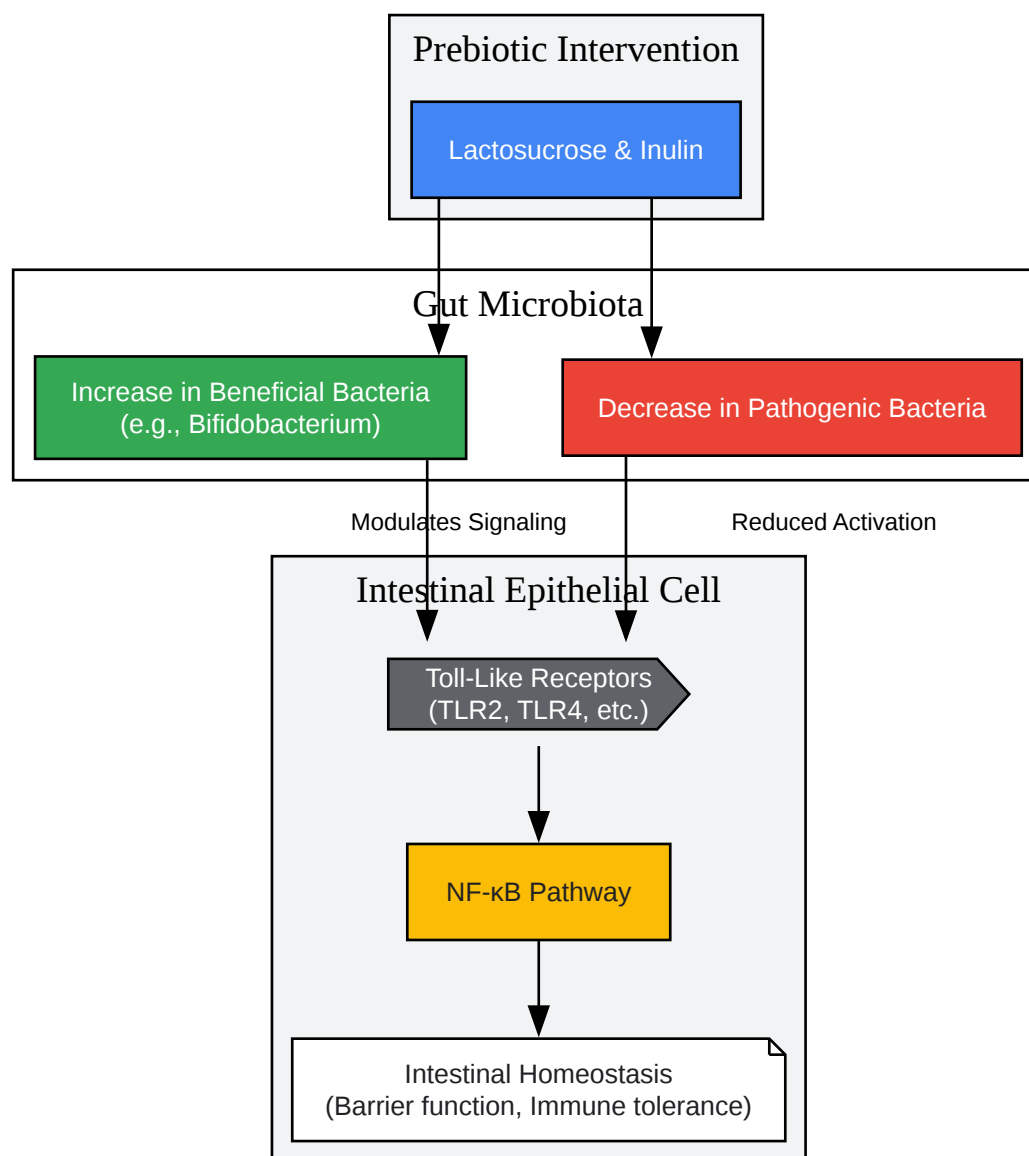 Prebiotic Intervention
Lactosucrose & Inulin
Gut Microbiota
Increase in Beneficial Bacteria
(e.g., Bifidobacterium)
Decrease in Pathogenic Bacteria
Modulates Signaling
Reduced Activation
Intestinal Epithelial Cell
Toll-Like Receptors
(TLR2, TLR4, etc.)
NF-κB Pathway
Intestinal Homeostasis
(Barrier function, Immune tolerance)